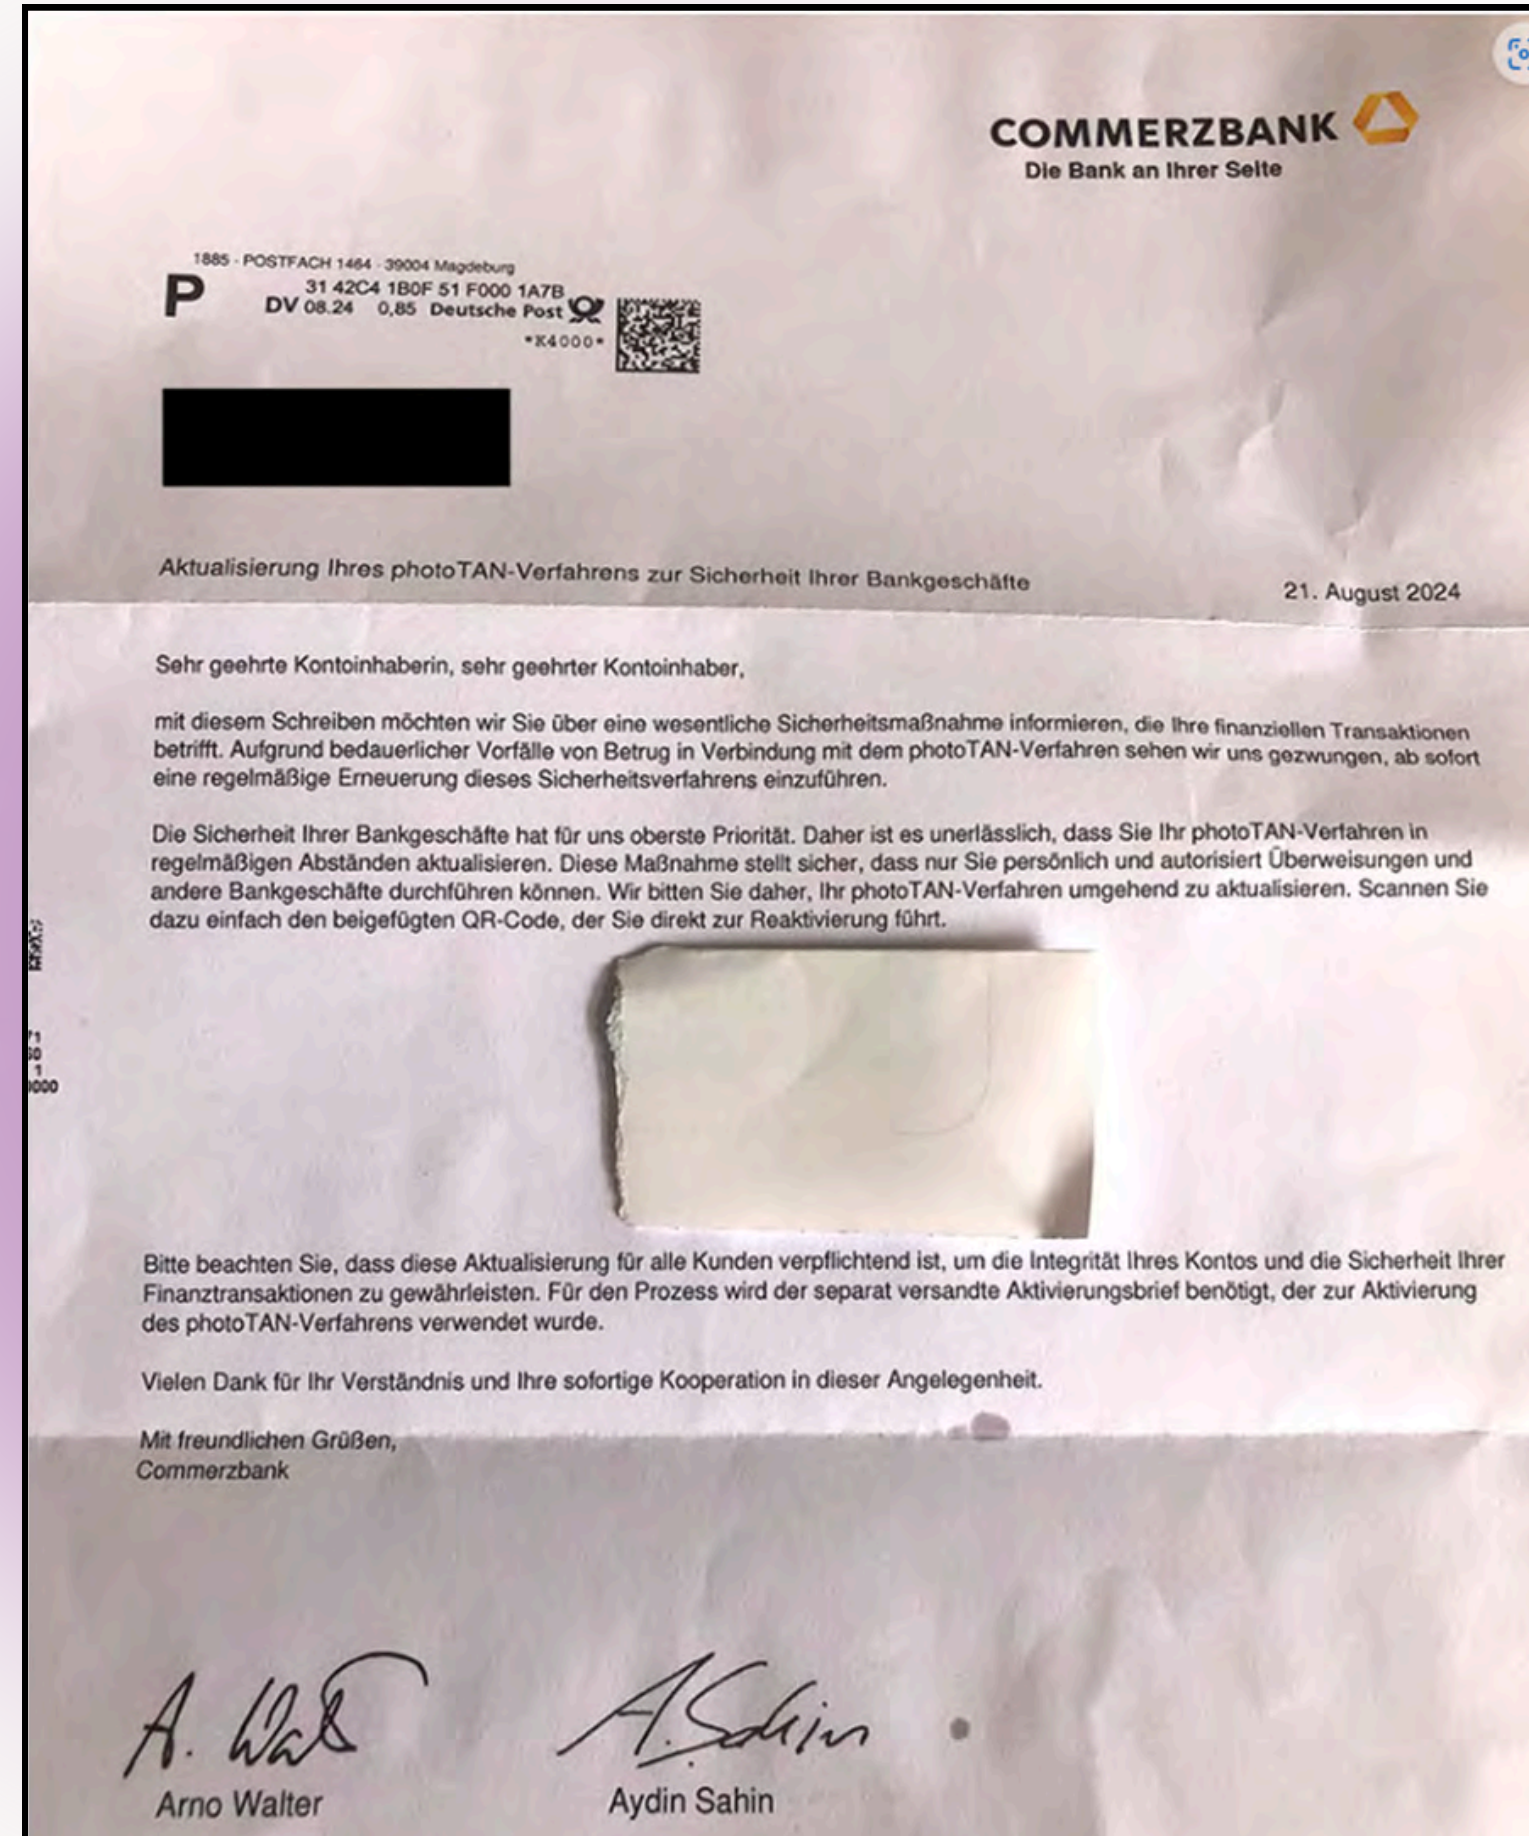 COMMERZBANK
Die Bank an Ihrer Seite
1885 - POSTFACH 1464 - 39004 Magdeburg
P
31 42C4 1B0F 51 F000 1A7B
DV 08.24 0,85 Deutsche Post
*K4000*
Aktualisierung Ihres photoTAN-Verfahrens zur Sicherheit Ihrer Bankgeschäfte
21. August 2024
Sehr geehrte Kontoinhaberin, sehr geehrter Kontoinhaber,
mit diesem Schreiben möchten wir Sie über eine wesentliche Sicherheitsmaßnahme informieren, die Ihre finanziellen Transaktionen
betrifft. Aufgrund bedauerlicher Vorfälle von Betrug in Verbindung mit dem photoTAN-Verfahren sehen wir uns gezwungen, ab sofort
eine regelmäßige Erneuerung dieses Sicherheitsverfahrens einzuführen.
Die Sicherheit Ihrer Bankgeschäfte hat für uns oberste Priorität. Daher ist es unerlässlich, dass Sie Ihr photoTAN-Verfahren in
regelmäßigen Abständen aktualisieren. Diese Maßnahme stellt sicher, dass nur Sie persönlich und autorisiert Überweisungen und
andere Bankgeschäfte durchführen können. Wir bitten Sie daher, Ihr photoTAN-Verfahren umgehend zu aktualisieren. Scannen Sie
dazu einfach den beigefügten QR-Code, der Sie direkt zur Reaktivierung führt.
Bitte beachten Sie, dass diese Aktualisierung für alle Kunden verpflichtend ist, um die Integrität Ihres Kontos und die Sicherheit Ihrer
Finanztransaktionen zu gewährleisten. Für den Prozess wird der separat versandte Aktivierungsbrief benötigt, der zur Aktivierung
des photoTAN-Verfahrens verwendet wurde.
Vielen Dank für Ihr Verständnis und Ihre sofortige Kooperation in dieser Angelegenheit.
Mit freundlichen Grüßen,
Commerzbank
A. Walt
A. Sahin
Arno Walter
Aydin Sahin